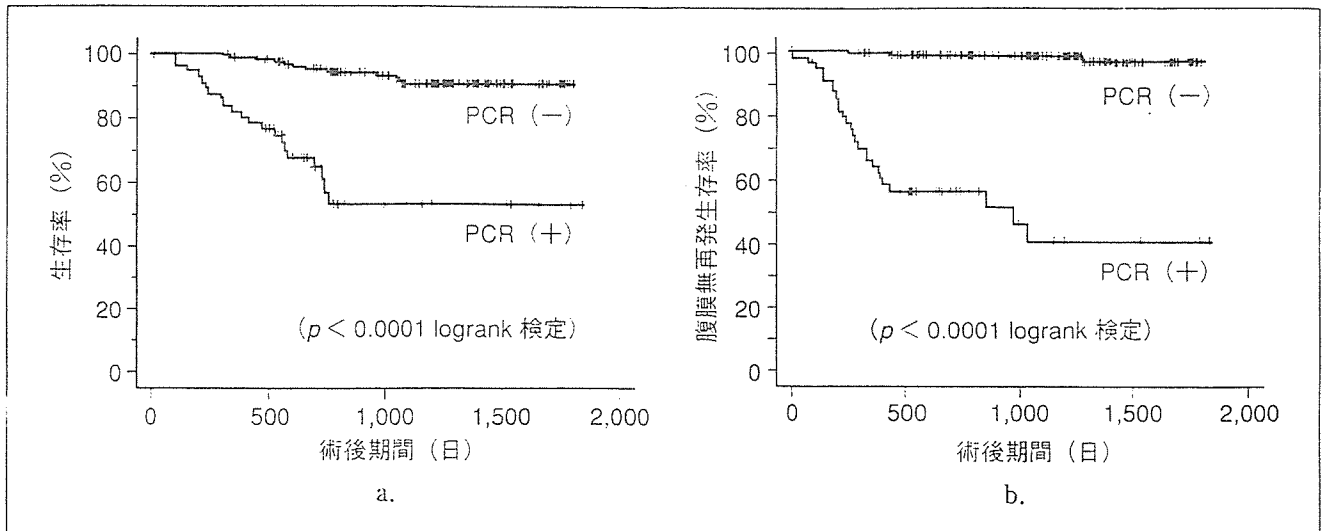 生存率 (%)
100
80
60
40
20
0
PCR (－)
PCR (＋)
(p < 0.0001 logrank 検定)
0 500 1,000 1,500 2,000
術後期間 (日)
a.
腹膜無再発生存率 (%)
100
80
60
40
20
0
PCR (－)
PCR (＋)
(p < 0.0001 logrank 検定)
0 500 1,000 1,500 2,000
術後期間 (日)
b.